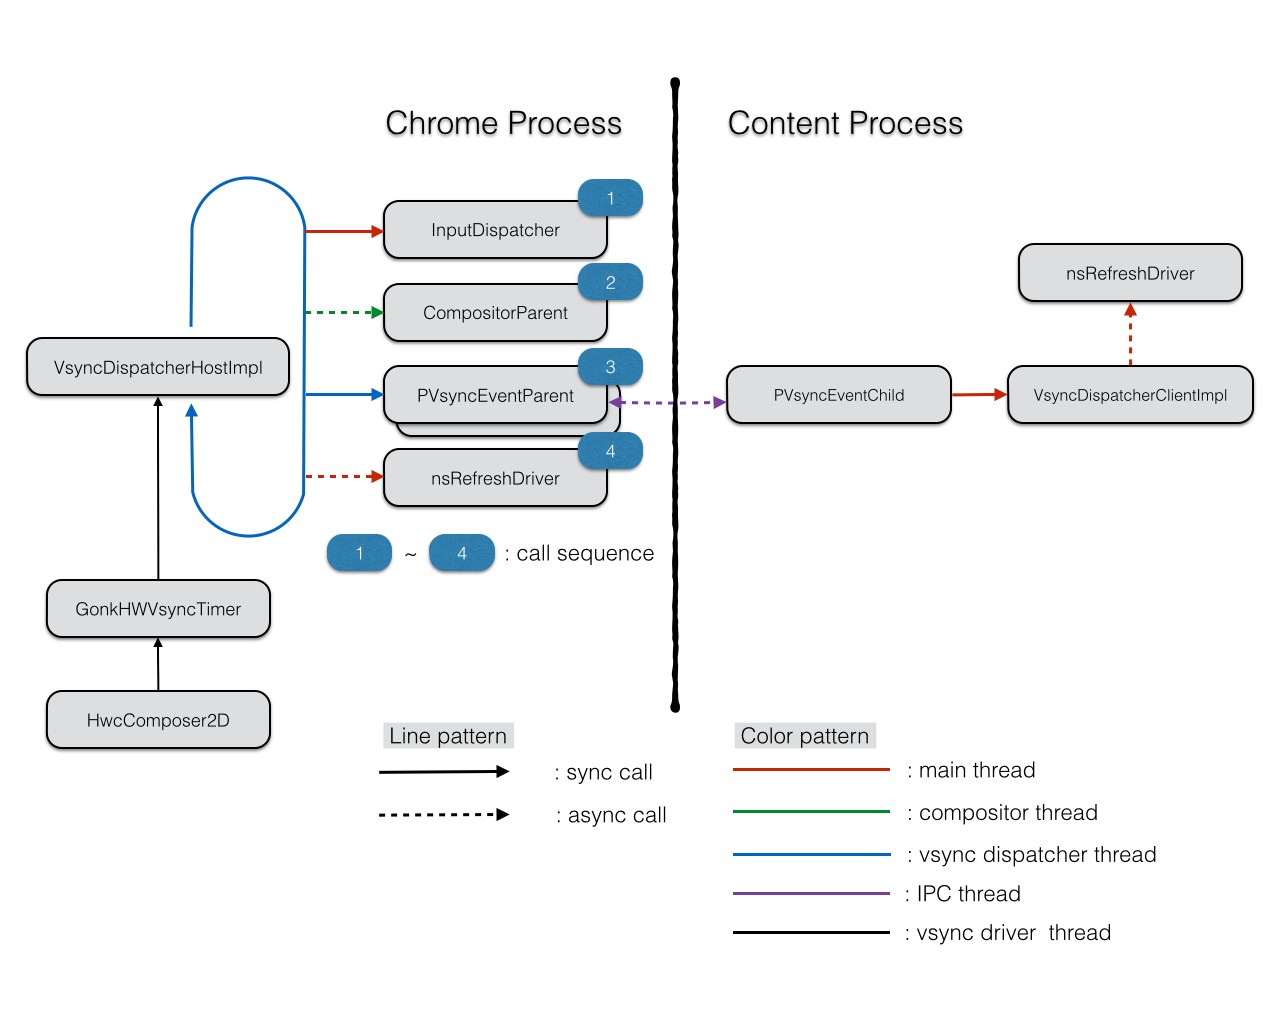 Chrome Process
Content Process
1
InputDispatcher
2
CompositorParent
3
PVsyncEventParent
4
nsRefreshDriver
VsyncDispatcherHostImpl
GonkHWVsyncTimer
HwcComposer2D
1 ~ 4 : call sequence
nsRefreshDriver
PVsyncEventChild
VsyncDispatcherClientImpl
Line pattern
: sync call
: async call
Color pattern
: main thread
: compositor thread
: vsync dispatcher thread
: IPC thread
: vsync driver thread